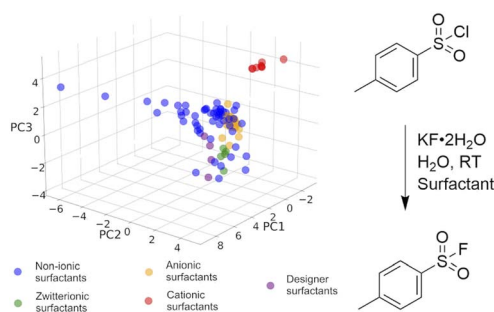 4
2
0
−2
−4
PC3
−6
−4
−2
0
2
4
PC2
8
6
4
2
0
−2
PC1
Non-ionic
surfactants
Zwitterionic
surfactants
Anionic
surfactants
Cationic
surfactants
Designer
surfactants
O
S
Cl
O
KF•2H₂O
H₂O, RT
Surfactant
O
S
F
O